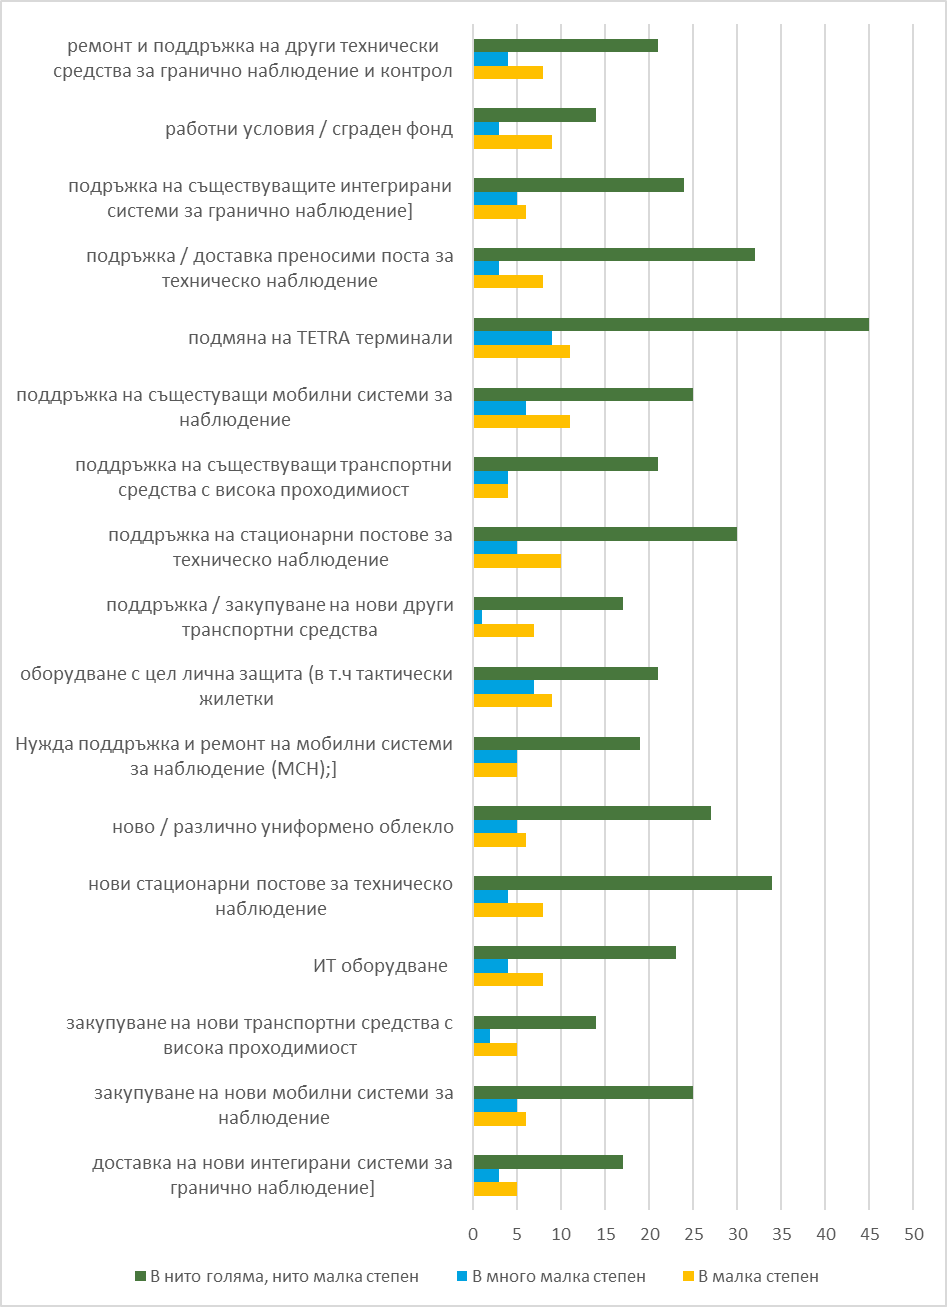 ремонт и поддръжка на други технически
средства за гранично наблюдение и контрол
работни условия / сграден фонд
подръжка на съществуващите интегрирани
системи за гранично наблюдение]
подръжка / доставка преносими поста за
техническо наблюдение
подмяна на TETRA терминали
поддръжка на същестуващи мобилни системи за
наблюдение
поддръжка на съществуващи транспортни
средства с висока проходимиост
поддръжка на стационарни постове за
техническо наблюдение
поддръжка / закупуване на нови други
транспортни средства
оборудване с цел лична защита (в т.ч тактически
жилетки
Нужда поддръжка и ремонт на мобилни системи
за наблюдение (МСН);]
ново / различно униформено облекло
нови стационарни постове за техническо
наблюдение
ИТ оборудване
закупуване на нови транспортни средства с
висока проходимиост
закупуване на нови мобилни системи за
наблюдение
доставка на нови интегирани системи за
гранично наблюдение]
0 5 10 15 20 25 30 35 40 45 50
В нито голяма, нито малка степен В много малка степен В малка степен